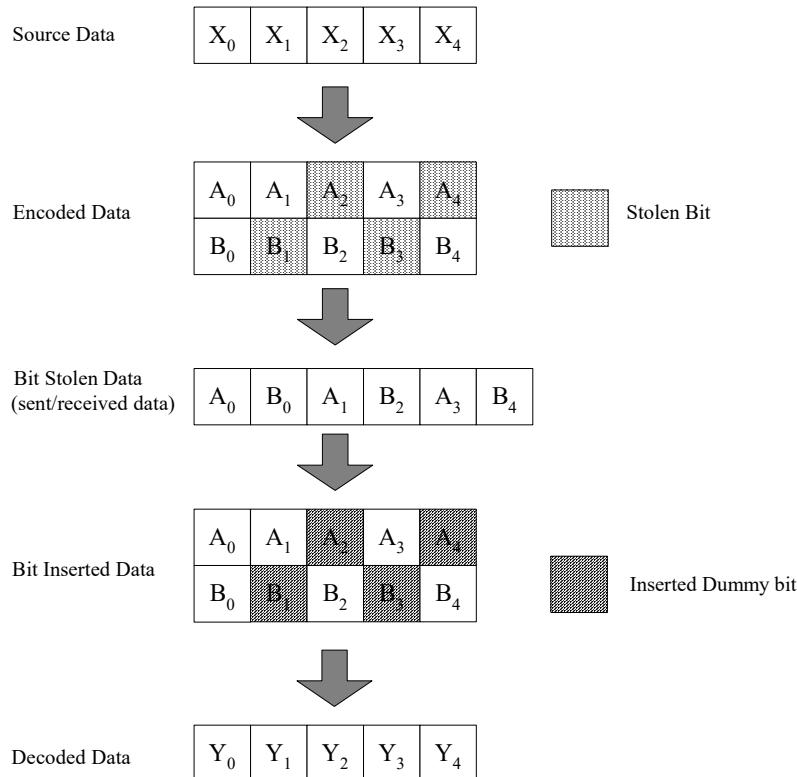 Source Data
X0 X1 X2 X3 X4
Encoded Data
A0 A1 A2 A3 A4
B0 B1 B2 B3 B4
Stolen Bit
Bit Stolen Data
(sent/received data)
A0 B0 A1 B2 A3 B4
Bit Inserted Data
A0 A1 A2 A3 A4
B0 B1 B2 B3 B4
Inserted Dummy bit
Decoded Data
Y0 Y1 Y2 Y3 Y4